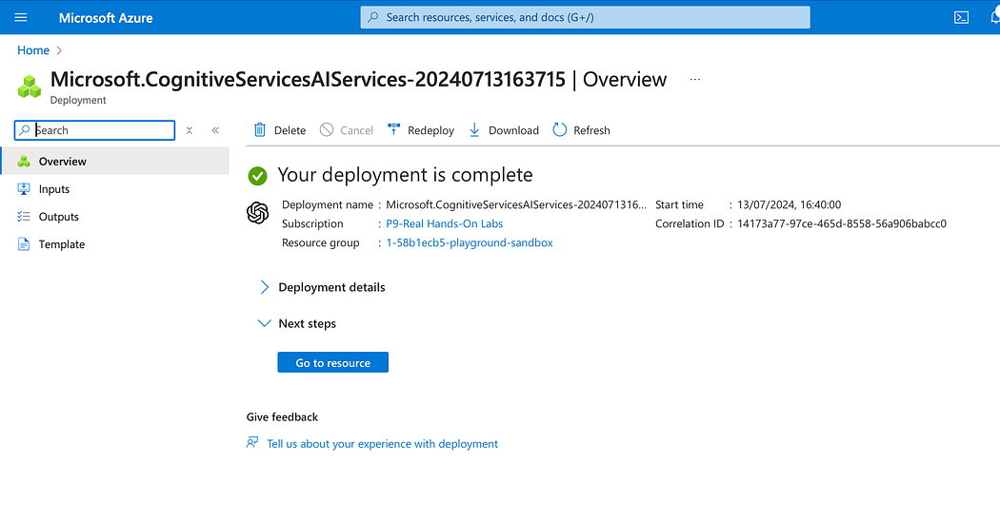 Microsoft Azure
Search resources, services, and docs (G+/)
Home
Microsoft.CognitiveServicesAIServices-20240713163715 | Overview ...
Deployment
Search
Overview
Inputs
Outputs
Template
Delete Cancel Redeploy Download Refresh
Your deployment is complete
Deployment name : Microsoft.CognitiveServicesAIServices-2024071316... Start time : 13/07/2024, 16:40:00
Subscription : P9-Real Hands-On Labs Correlation ID : 14173a77-97ce-465d-8558-56a906babcc0
Resource group : 1-58b1ecb5-playground-sandbox
Deployment details
Next steps
Go to resource
Give feedback
Tell us about your experience with deployment